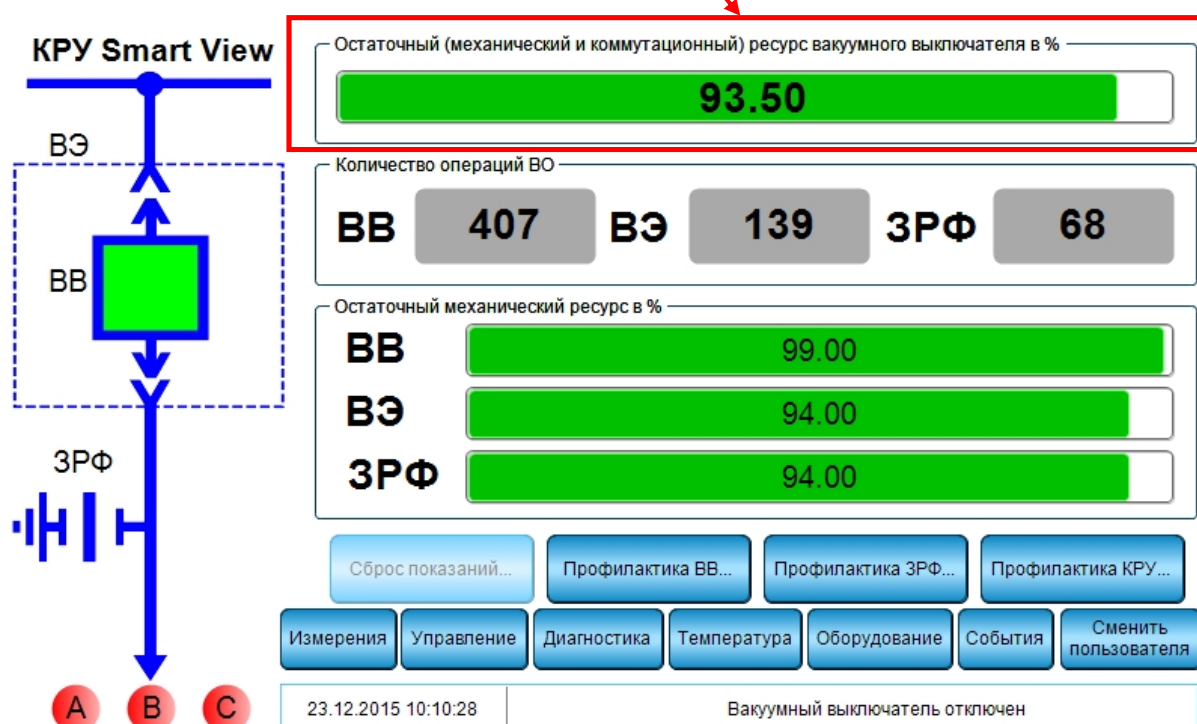 КРУ Smart View
ВЭ
ВВ
ЗРФ
A B C
Остаточный (механический и коммутационный) ресурс вакуумного выключателя в %
93.50
Количество операций ВО
ВВ 407 ВЭ 139 ЗРФ 68
Остаточный механический ресурс в %
ВВ 99.00
ВЭ 94.00
ЗРФ 94.00
Сброс показаний... Профилактика ВВ... Профилактика ЗРФ... Профилактика КРУ...
Измерения Управление Диагностика Температура Оборудование События Сменить
пользователя
23.12.2015 10:10:28 Вакуумный выключатель отключен